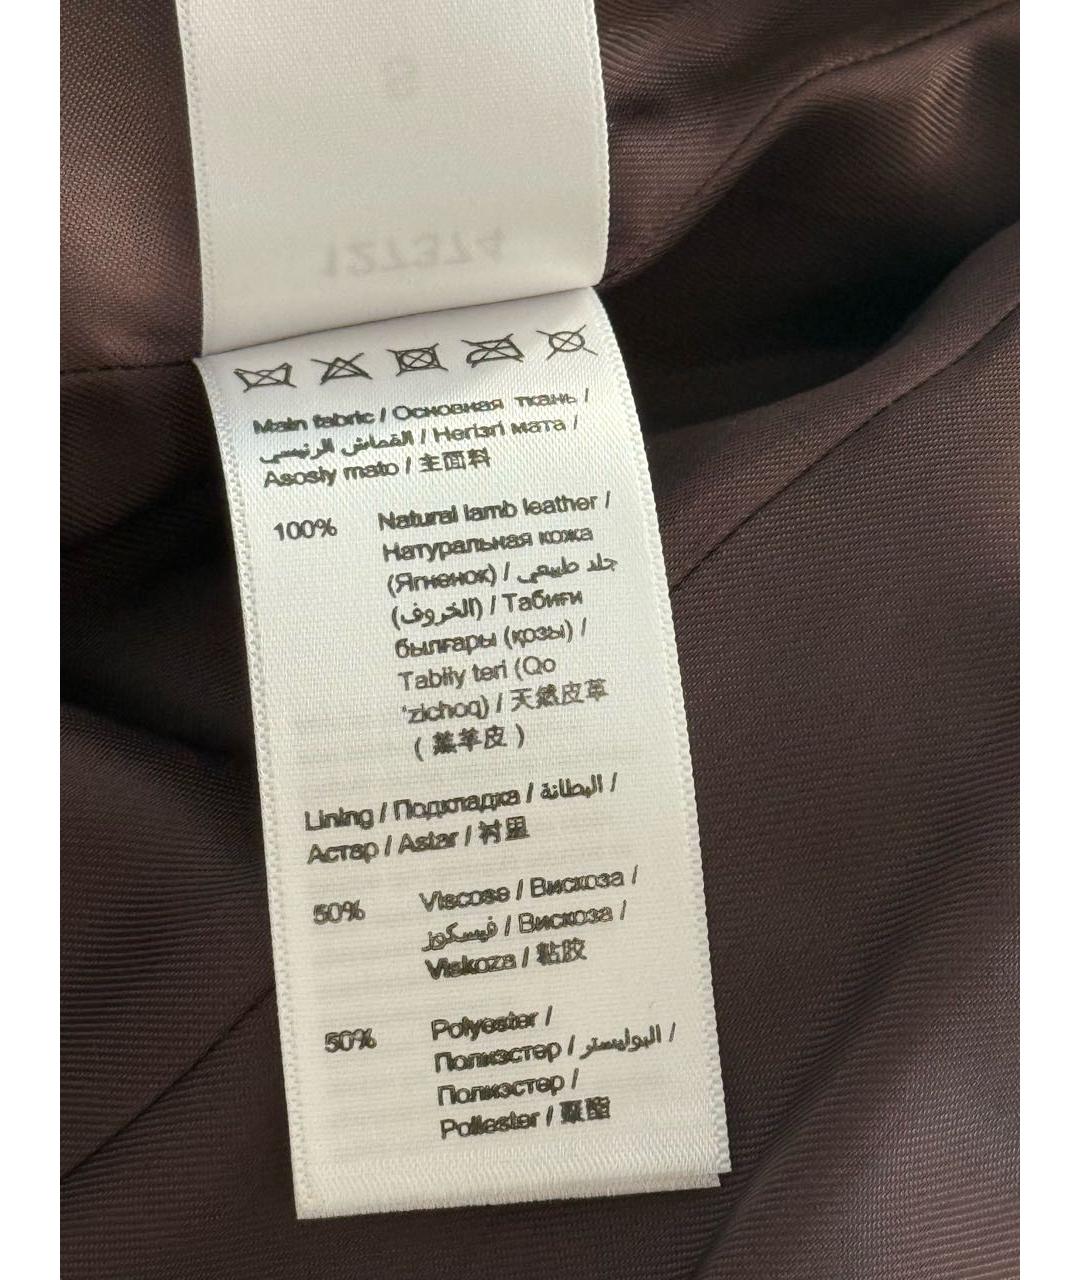 127374
Main fabric / Основная ткань /
القماش الرئيسي / Herizri мата /
Asosiy mato / 主面料
100% Natural lamb leather /
Натуральная кожа
(Ягненок) / جلد طبيعي
(الخروف) / Табиғи
былғары (қозы) /
Tabiiy teri (Qo
'zichoq) / 天然皮革
( 羔羊皮 )
Lining / Подкладка / البطانة /
Астар / Astar / 衬里
50% Viscose / Вискоза /
فيسكوز / Вискоза /
Viskoza / 粘胶
50% Polyester /
Полиэстер / البوليستر /
Полиэстер /
Poliester / 聚酯